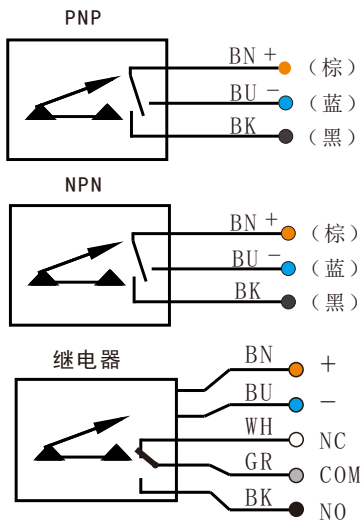 PNP
BN + (棕)
BU − (蓝)
BK (黑)
NPN
BN + (棕)
BU − (蓝)
BK (黑)
继电器
BN +
BU −
WH NC
GR COM
BK NO